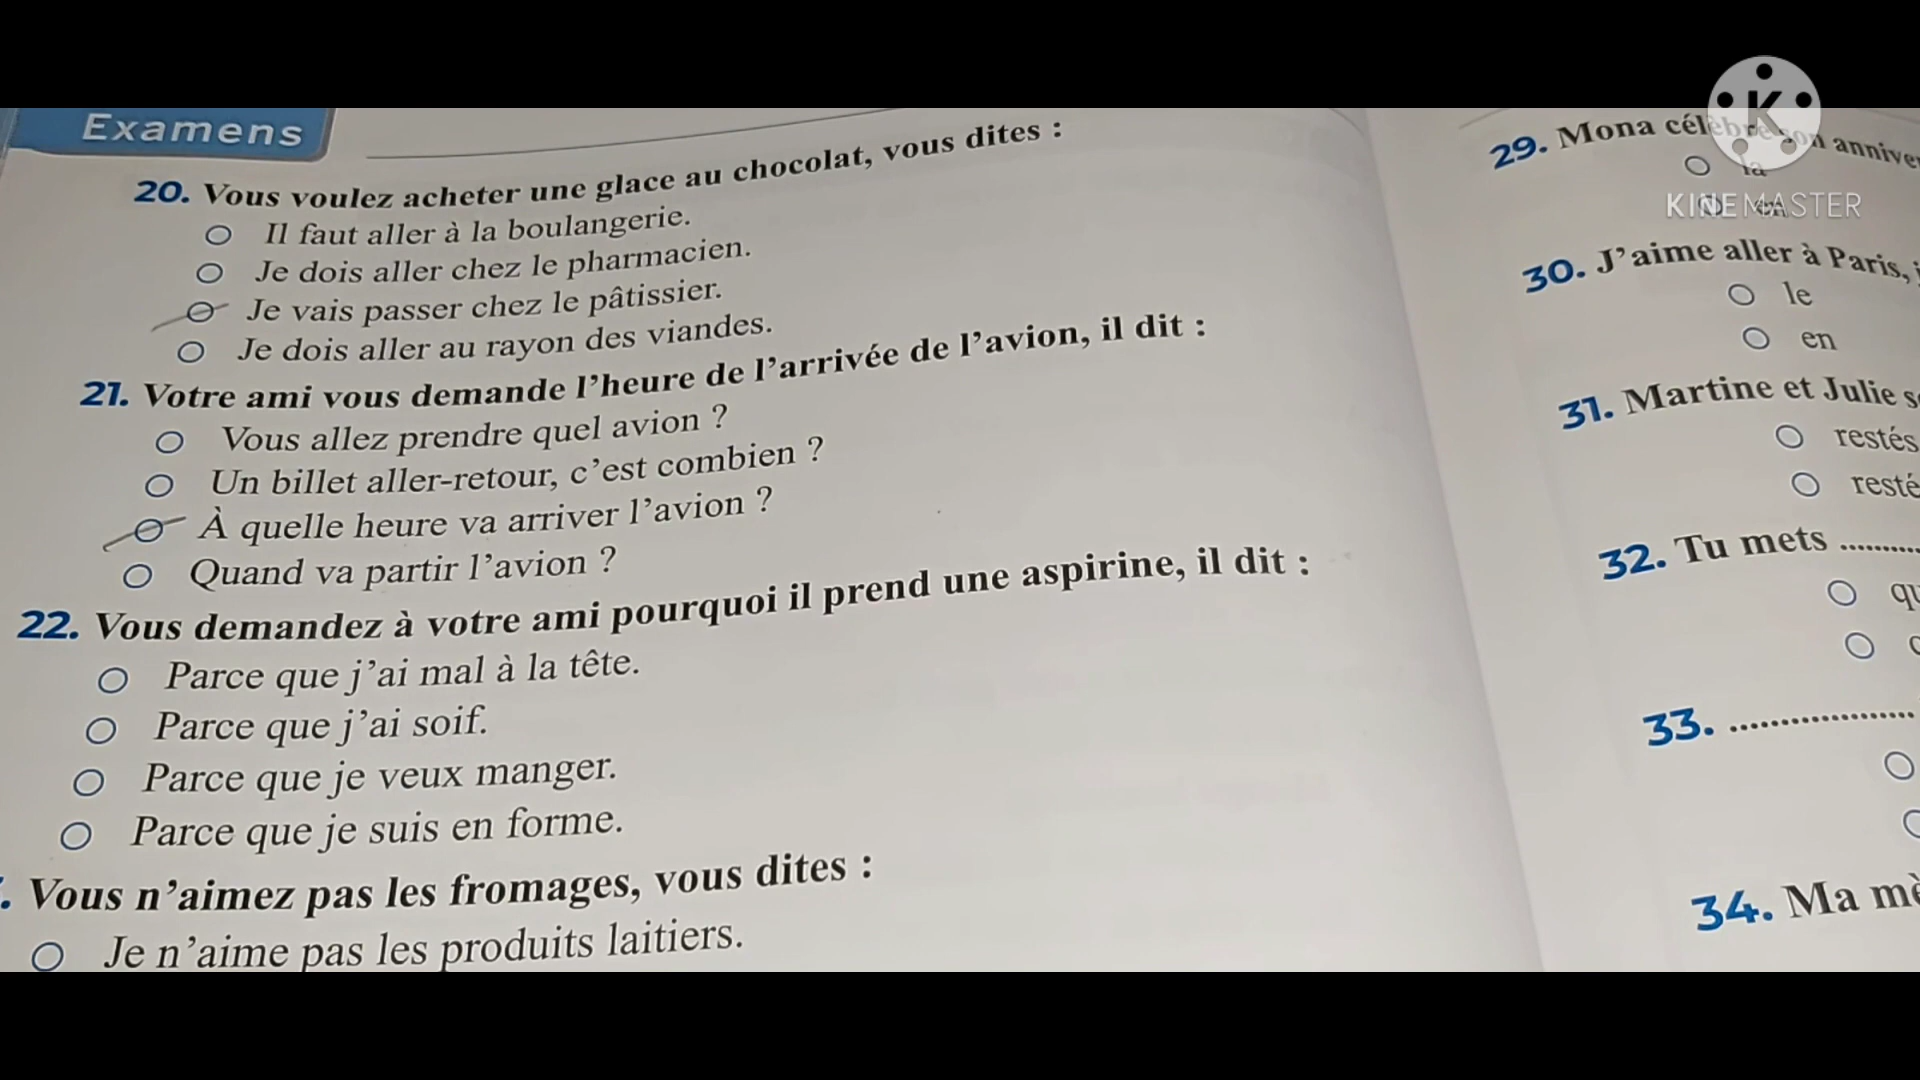 Examens
20. Vous voulez acheter une glace au chocolat, vous dites :
Il faut aller à la boulangerie.
Je dois aller chez le pharmacien.
Je vais passer chez le pâtissier.
Je dois aller au rayon des viandes.
21. Votre ami vous demande l'heure de l'arrivée de l'avion, il dit :
Vous allez prendre quel avion ?
Un billet aller-retour, c'est combien ?
À quelle heure va arriver l'avion ?
Quand va partir l'avion ?
22. Vous demandez à votre ami pourquoi il prend une aspirine, il dit :
Parce que j'ai mal à la tête.
Parce que j'ai soif.
Parce que je veux manger.
Parce que je suis en forme.
. Vous n'aimez pas les fromages, vous dites :
Je n'aime pas les produits laitiers.
29. Mona célèbre son anniver
la
en
30. J'aime aller à Paris, j
le
en
31. Martine et Julie s
restés
resté
32. Tu mets ..........
qu
33. ....................
34. Ma mè
K
KINEMASTER